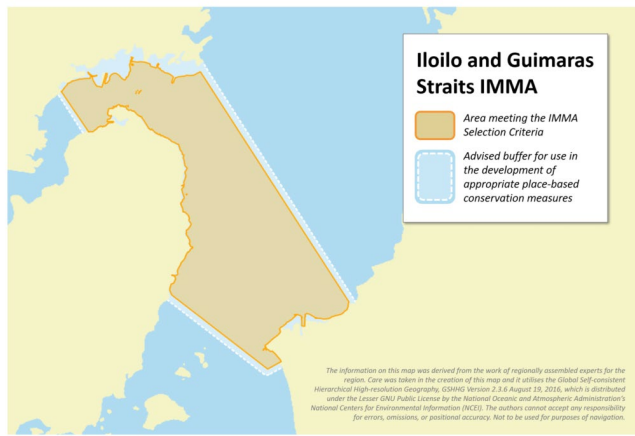 Iloilo and Guimaras
Straits IMMA
Area meeting the IMMA
Selection Criteria
Advised buffer for use in
the development of
appropriate place-based
conservation measures
The information on this map was derived from the work of regionally assembled experts for the
region. Care was taken in the creation of this map and it utilises the Global Self-consistent
Hierarchical High-resolution Geography, GSHHG Version 2.3.6 August 19, 2016, which is distributed
under the Lesser GNU Public License by the National Oceanic and Atmospheric Administration's
National Centers for Environmental Information (NCEI). The authors cannot accept any responsibility
for errors, omissions, or positional accuracy. Not to be used for purposes of navigation.